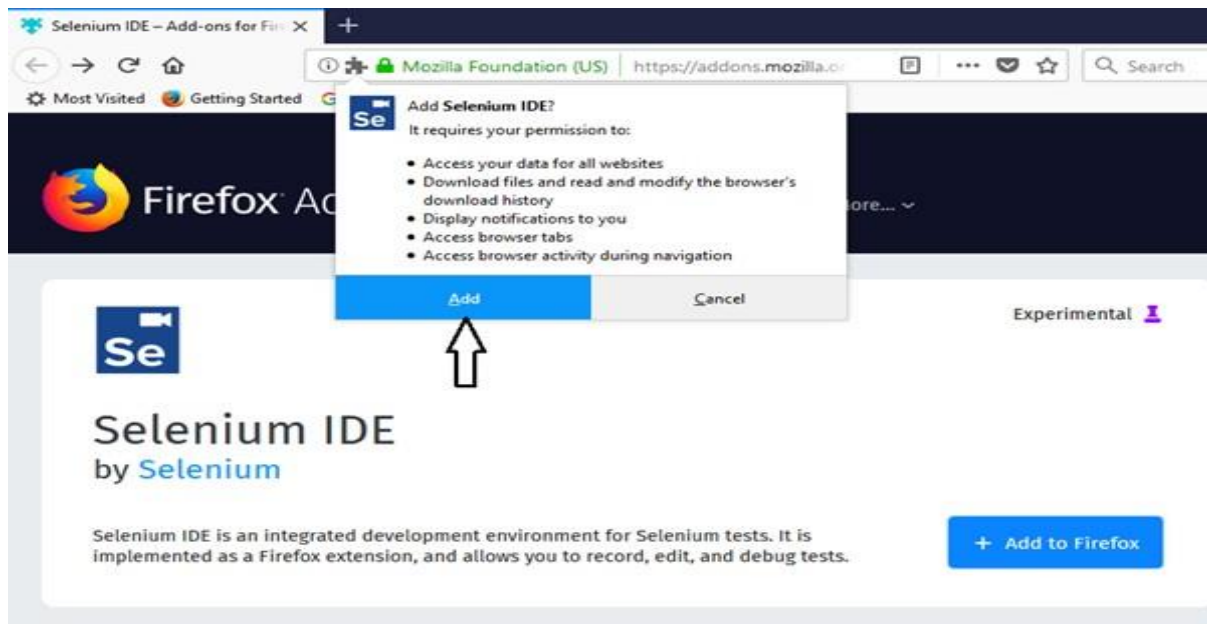 Selenium IDE – Add-ons for Fir
Mozilla Foundation (US) https://addons.mozilla.or
Search
Most Visited Getting Started G
Se
Add Selenium IDE?
It requires your permission to:
• Access your data for all websites
• Download files and read and modify the browser's
download history
• Display notifications to you
• Access browser tabs
• Access browser activity during navigation
Add Cancel
Firefox Ad
ore...
Experimental
Se
Selenium IDE
by Selenium
Selenium IDE is an integrated development environment for Selenium tests. It is
implemented as a Firefox extension, and allows you to record, edit, and debug tests.
+ Add to Firefox